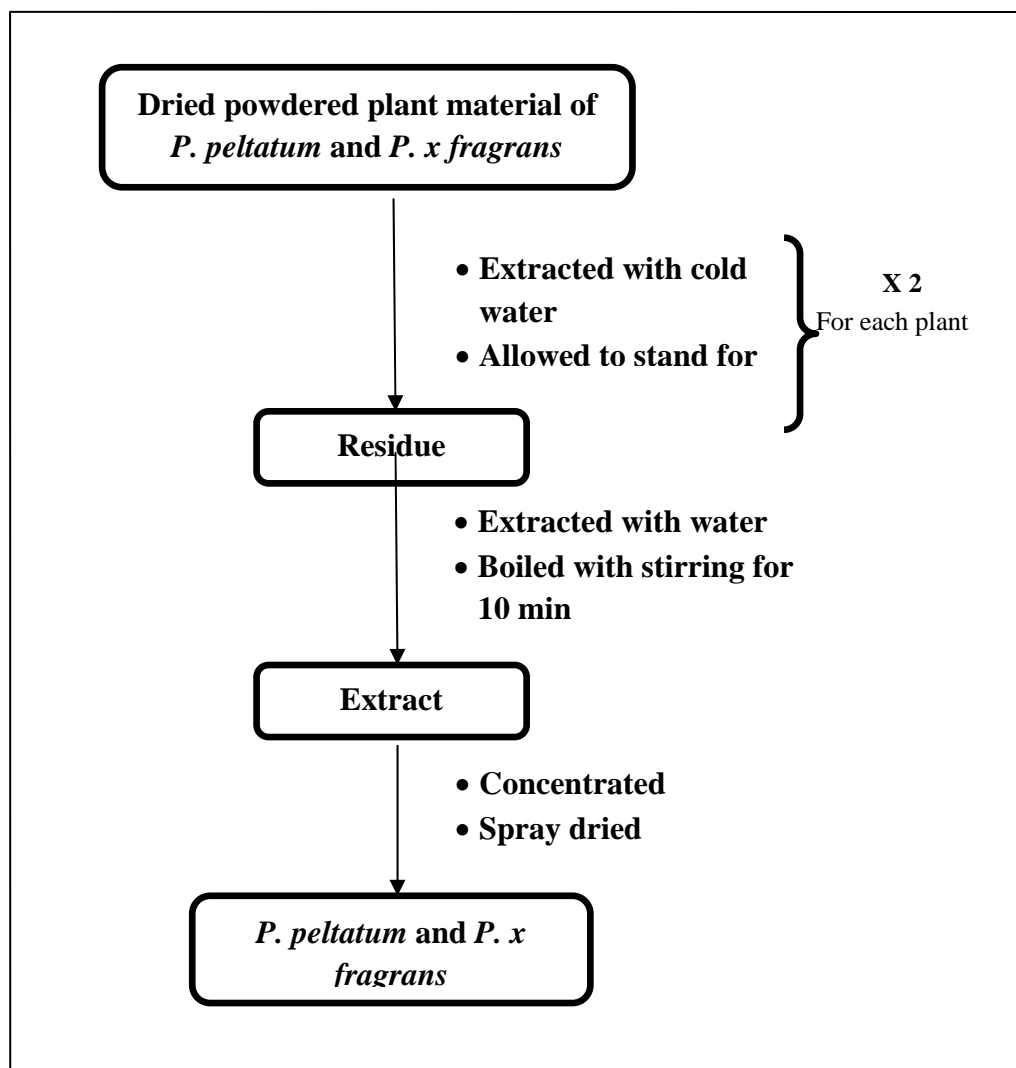 Dried powdered plant material of
P. peltatum and P. x fragrans
• Extracted with cold
water
• Allowed to stand for
X 2
For each plant
Residue
• Extracted with water
• Boiled with stirring for
10 min
Extract
• Concentrated
• Spray dried
P. peltatum and P. x
fragrans